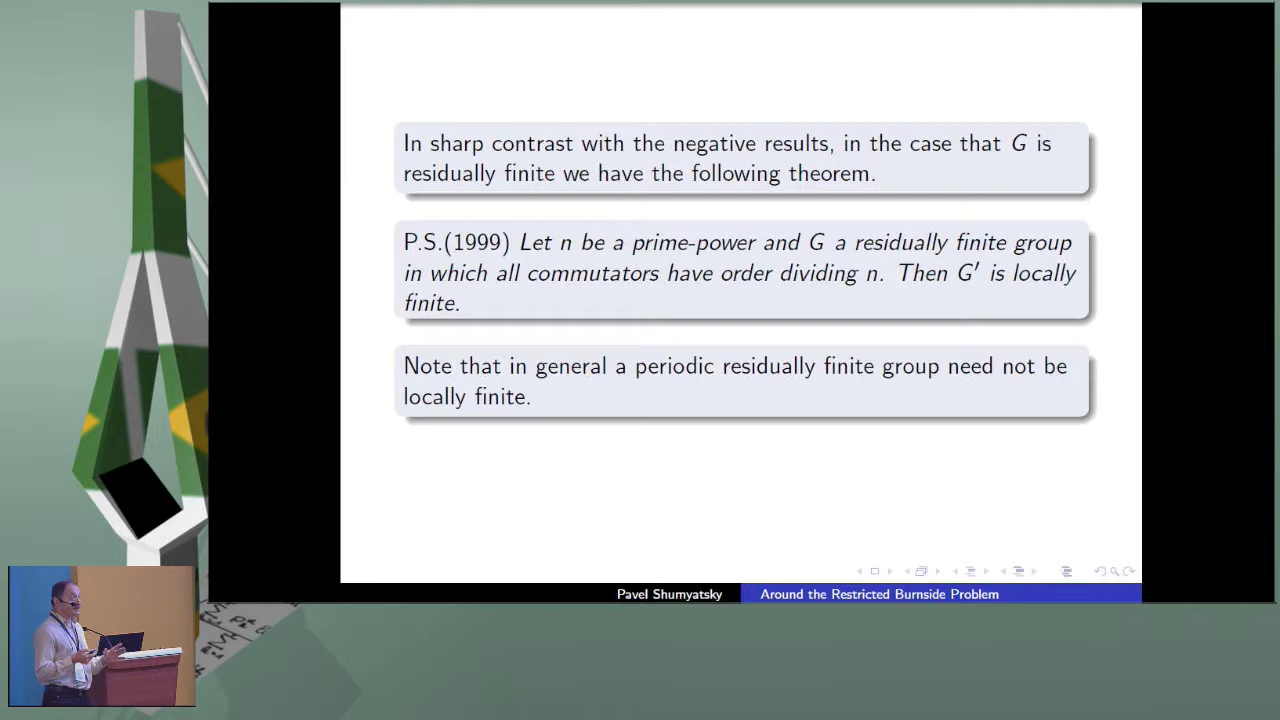 In sharp contrast with the negative results, in the case that G is
residually finite we have the following theorem.
P.S.(1999) Let n be a prime-power and G a residually finite group
in which all commutators have order dividing n. Then G′ is locally
finite.
Note that in general a periodic residually finite group need not be
locally finite.
Pavel Shumyatsky
Around the Restricted Burnside Problem